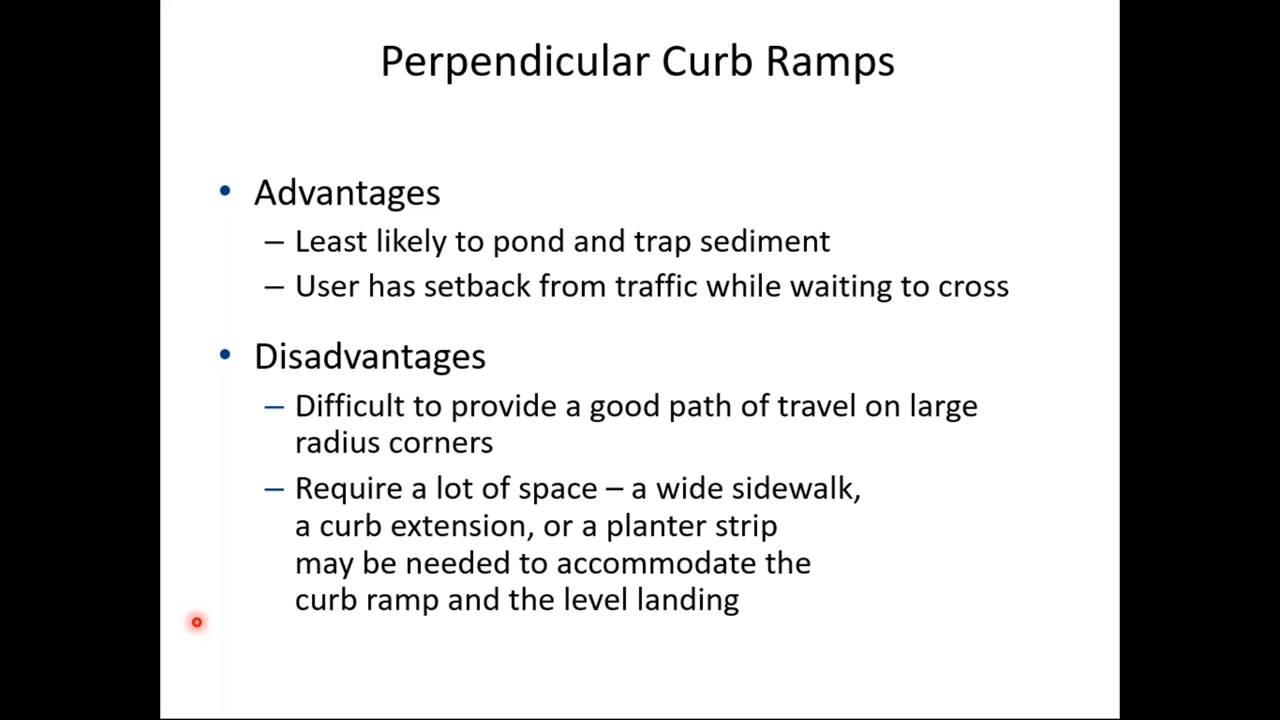 Perpendicular Curb Ramps
• Advantages
– Least likely to pond and trap sediment
– User has setback from traffic while waiting to cross
• Disadvantages
– Difficult to provide a good path of travel on large
radius corners
– Require a lot of space – a wide sidewalk,
a curb extension, or a planter strip
may be needed to accommodate the
curb ramp and the level landing